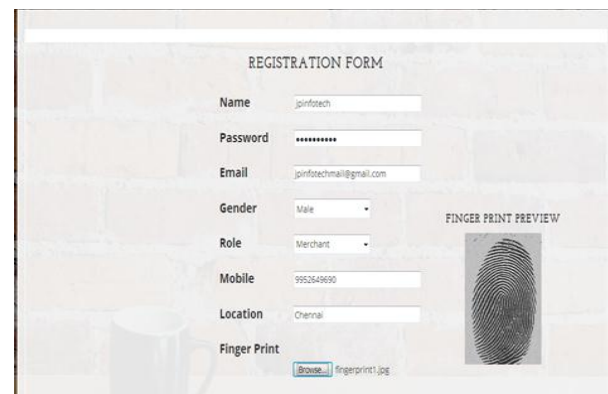 REGISTRATION FORM
Name jpinfotech
Password ••••••••••
Email jpinfotechmail@gmail.com
Gender Male
FINGER PRINT PREVIEW
Role Merchant
Mobile 9952649690
Location Chennai
Finger Print
Browse... fingerprint1.jpg